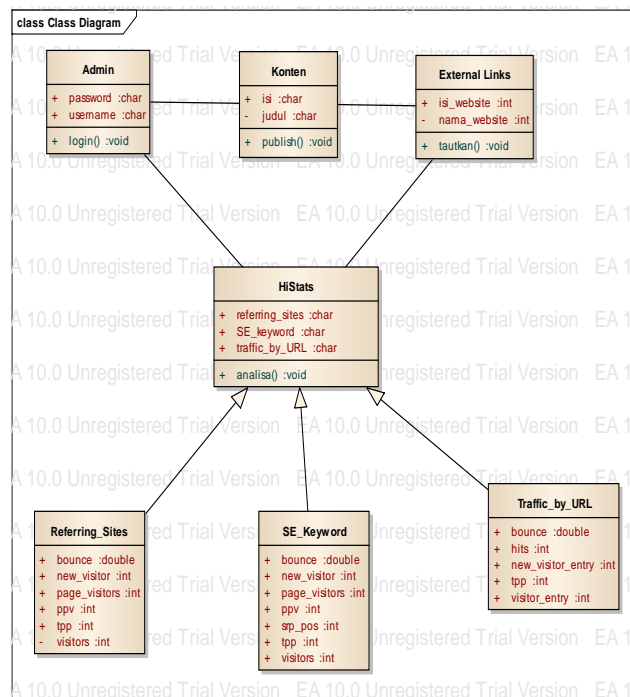 class Class Diagram
Admin
+ password :char
+ username :char
+ login() :void
Konten
+ isi :char
- judul :char
+ publish() :void
External Links
+ isi_website :int
- nama_website :int
+ tautkan() :void
HiStats
+ referring_sites :char
+ SE_keyword :char
+ traffic_by_URL :char
+ analisa() :void
Referring_Sites
+ bounce :double
+ new_visitor :int
+ page_visitors :int
+ ppv :int
+ tpp :int
- visitors :int
SE_Keyword
+ bounce :double
+ new_visitor :int
+ page_visitors :int
+ ppv :int
+ srp_pos :int
+ tpp :int
+ visitors :int
Traffic_by_URL
+ bounce :double
+ hits :int
+ new_visitor_entry :int
+ tpp :int
+ visitor_entry :int
EA 10.0 Unregistered Trial Version